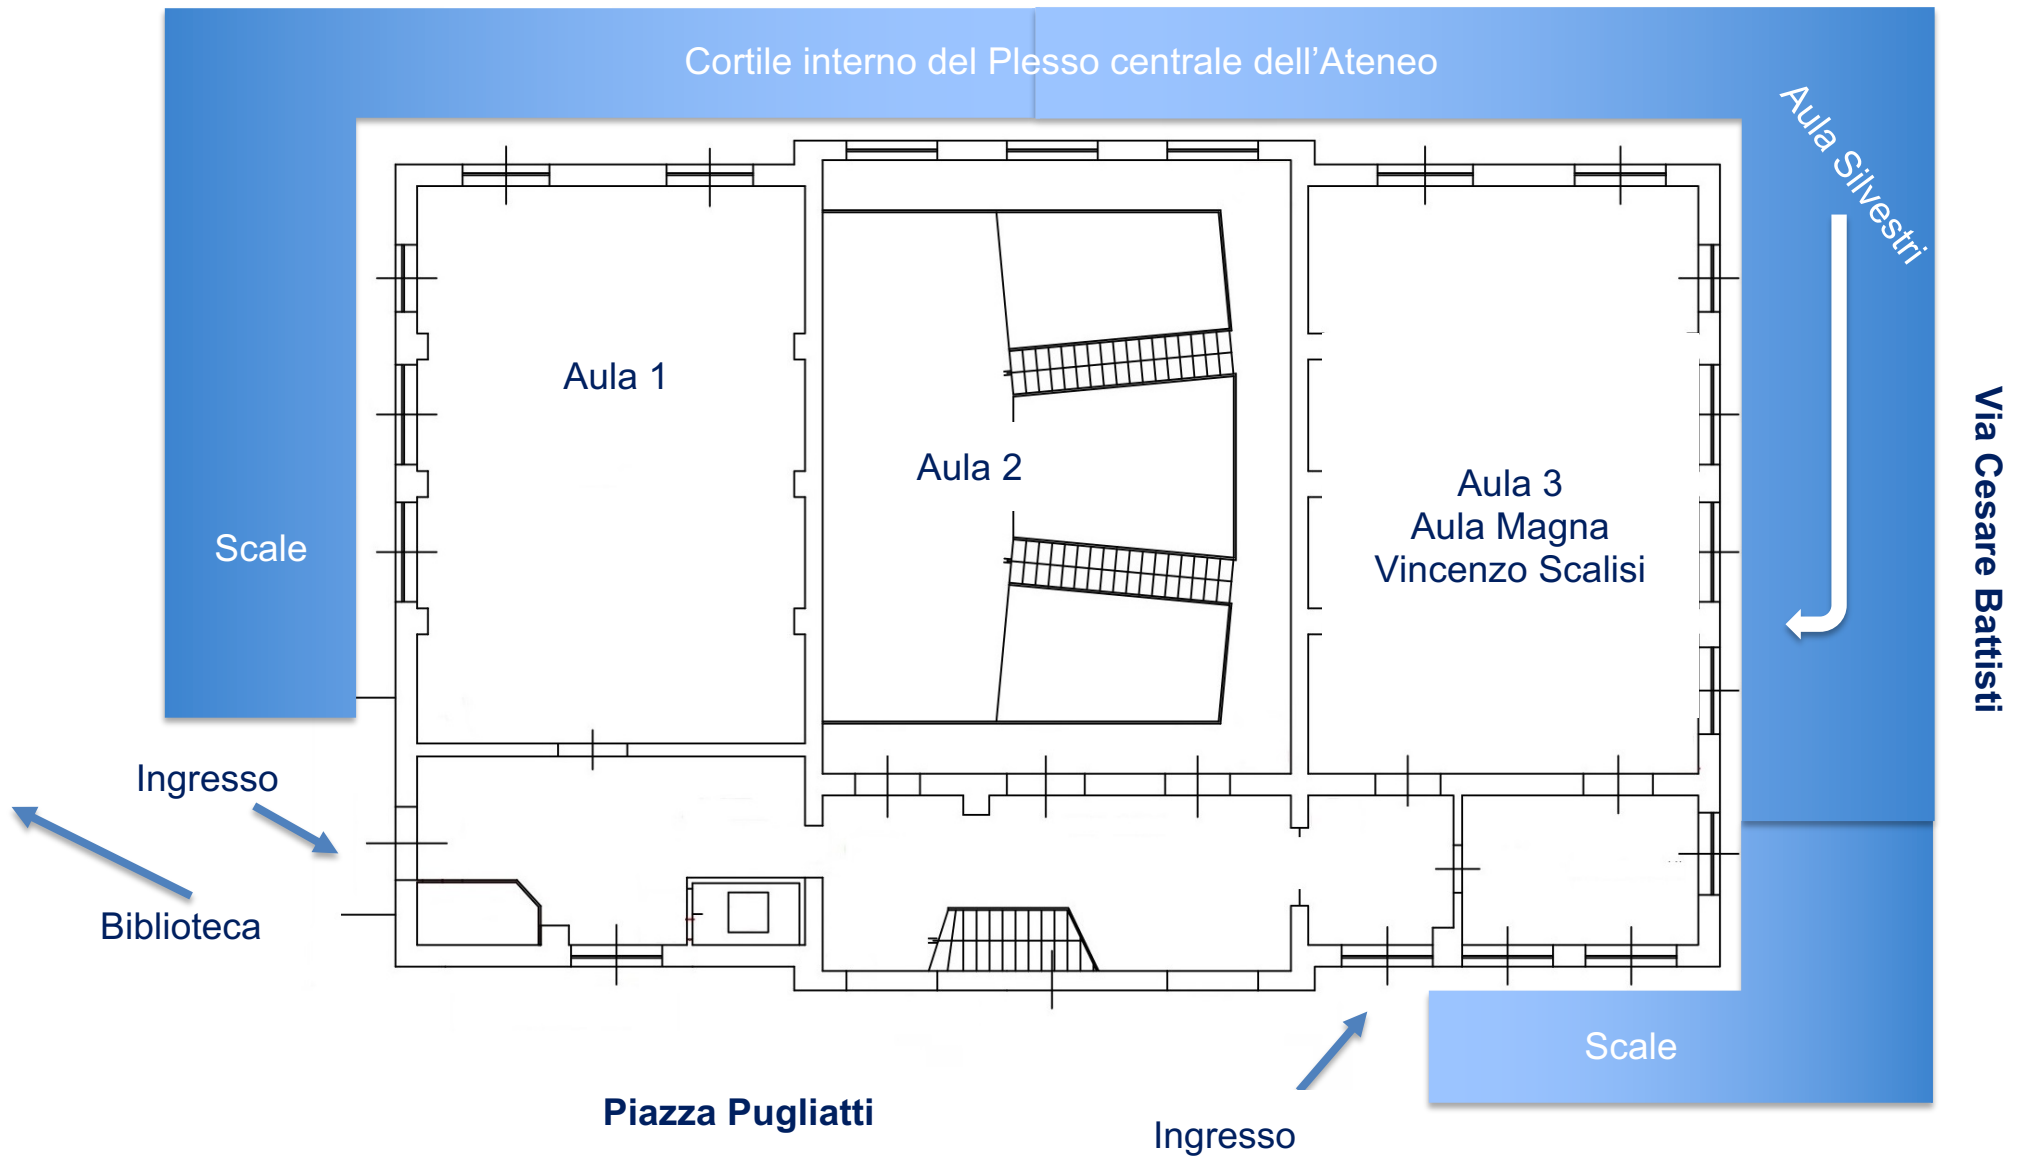 Cortile interno del Plesso centrale dell’Ateneo
Aula Silvestri
Aula 1
Aula 2
Aula 3
Aula Magna
Vincenzo Scalisi
Scale
Via Cesare Battisti
Ingresso
Biblioteca
Scale
Piazza Pugliatti
Ingresso